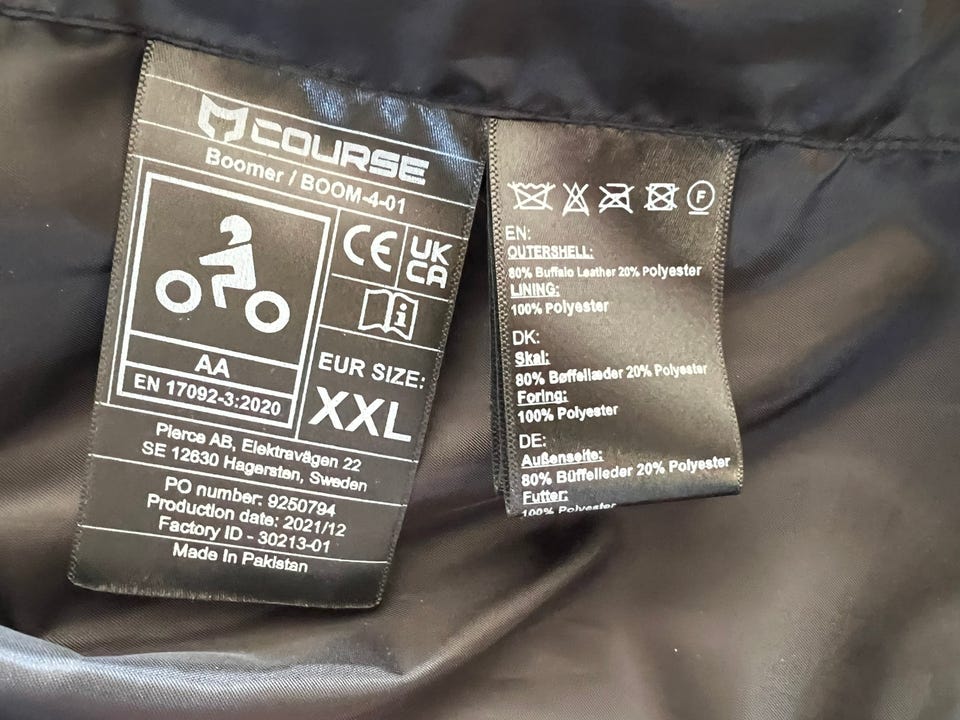 COURSE
Boomer / BOOM-4-01
CE
UK
CA
i
AA
EN 17092-3:2020
EUR SIZE:
XXL
Pierce AB, Elektravägen 22
SE 12630 Hagersten, Sweden
PO number: 9250794
Production date: 2021/12
Factory ID - 30213-01
Made In Pakistan
F
EN:
OUTERSHELL:
80% Buffalo Leather 20% Polyester
LINING:
100% Polyester
DK:
Skal:
80% Bøffellæder 20% Polyester
Foring:
100% Polyester
DE:
Außenseite:
80% Büffelleder 20% Polyester
Futter:
100% Polyester